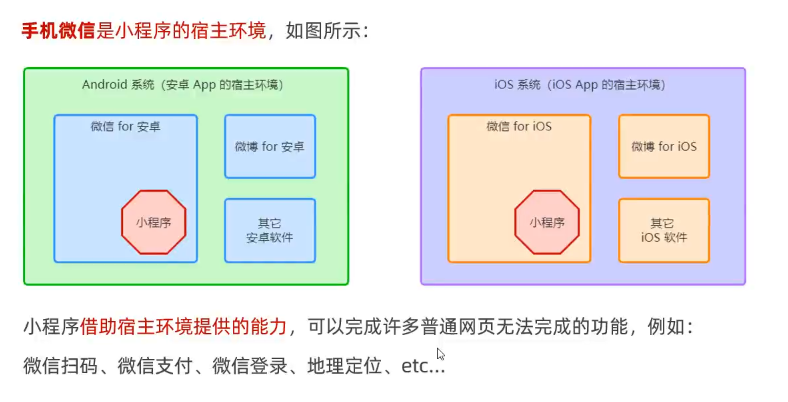 手机微信是小程序的宿主环境，如图所示：
Android 系统（安卓 App 的宿主环境）
微信 for 安卓
微博 for 安卓
小程序
其它
安卓软件
iOS 系统（iOS App 的宿主环境）
微信 for iOS
微博 for iOS
小程序
其它
iOS 软件
小程序借助宿主环境提供的能力，可以完成许多普通网页无法完成的功能，例如：
微信扫码、微信支付、微信登录、地理定位、etc…